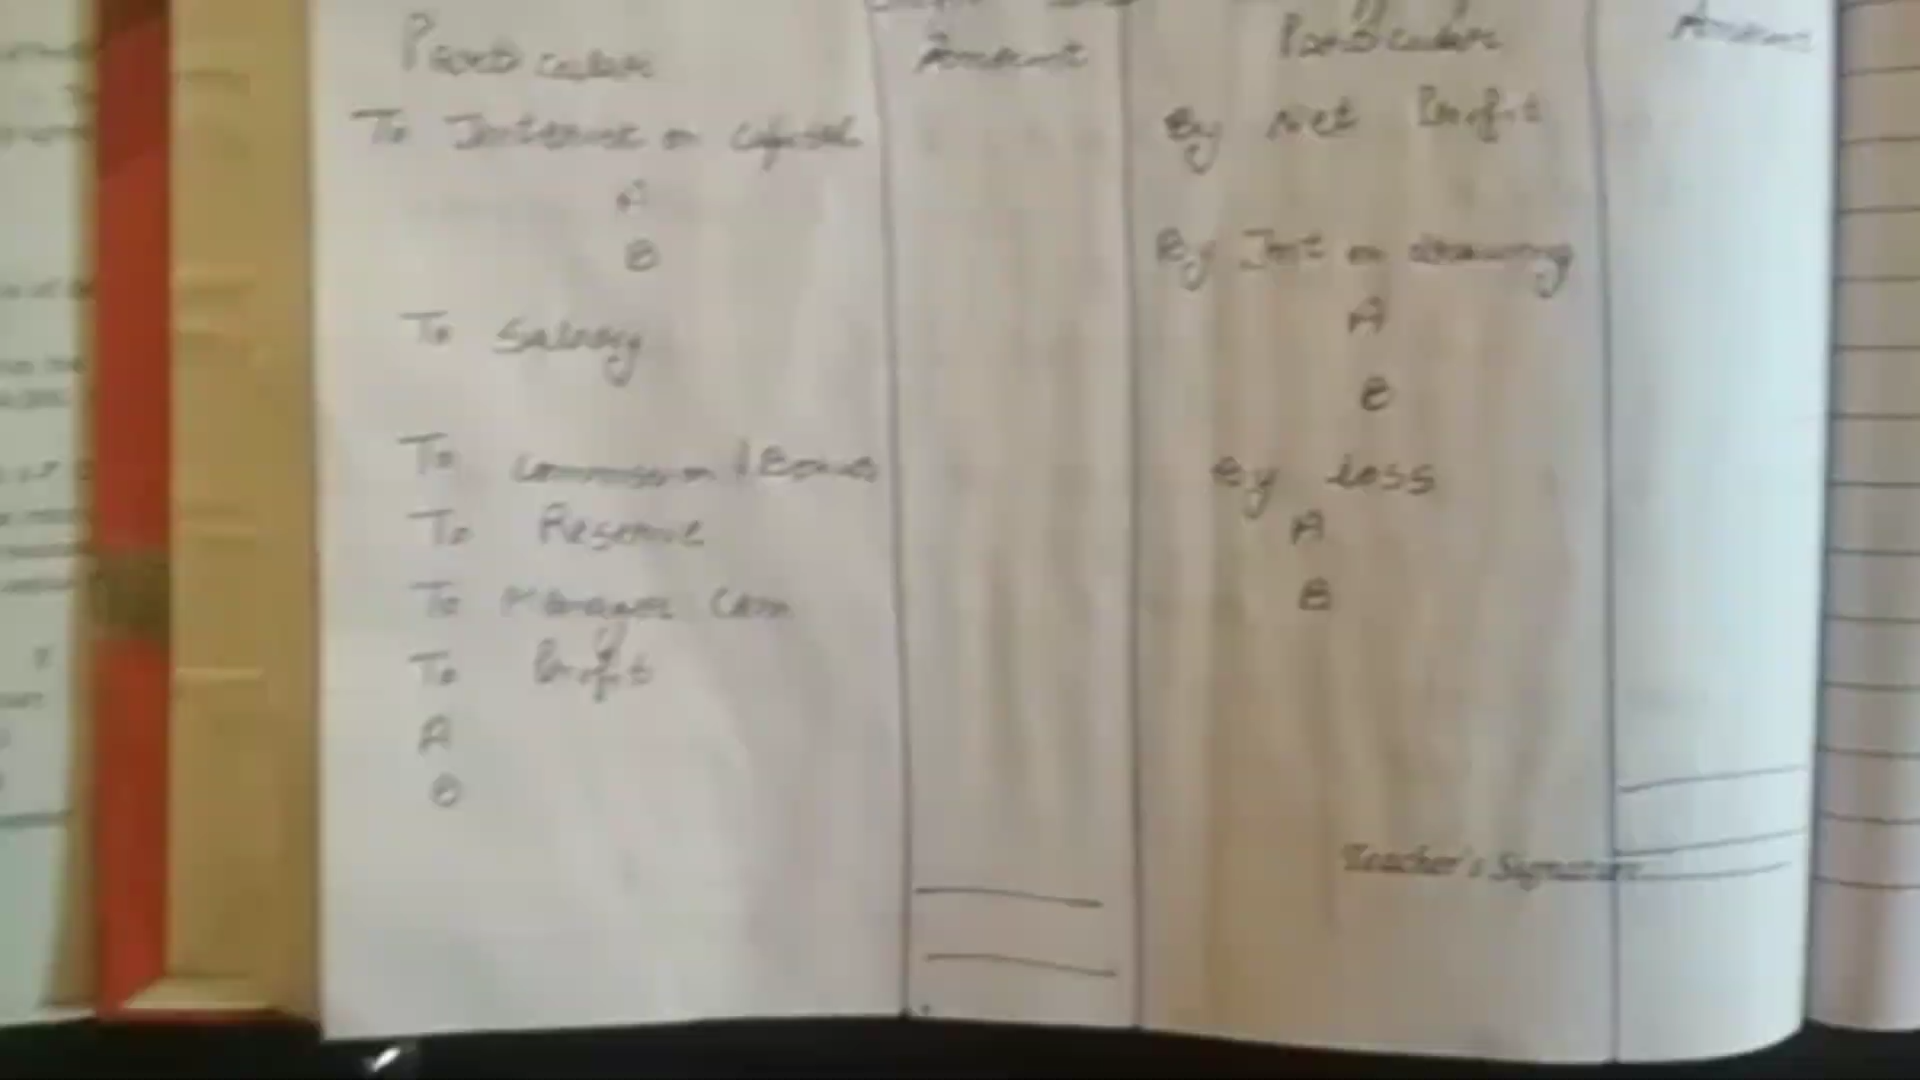 Particulars
Amount
Particulars
Amount
To Interest on Capital
A
B
To Salary
To Commission / Bonus
To Reserve
To Manager Com
To Profit
A
B
By Net Profit
By Int on drawing
A
B
By loss
A
B
Teacher's Signature